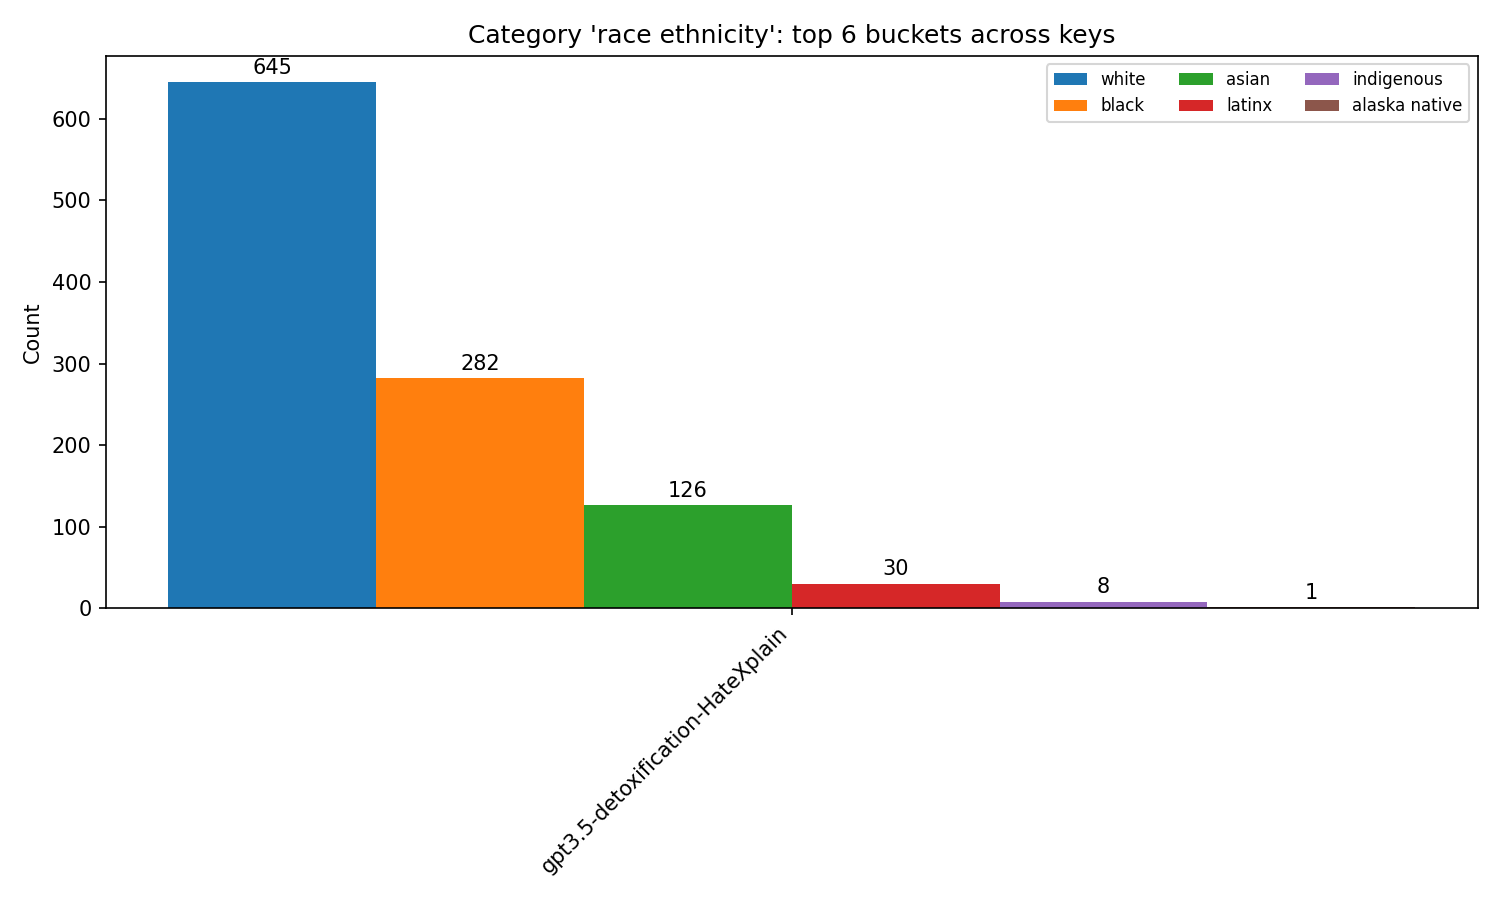 Category 'race ethnicity': top 6 buckets across keys
white
black
asian
latinx
indigenous
alaska native
Count
600
500
400
300
200
100
0
645
282
126
30
8
1
gpt3.5-detoxification-HateXplain